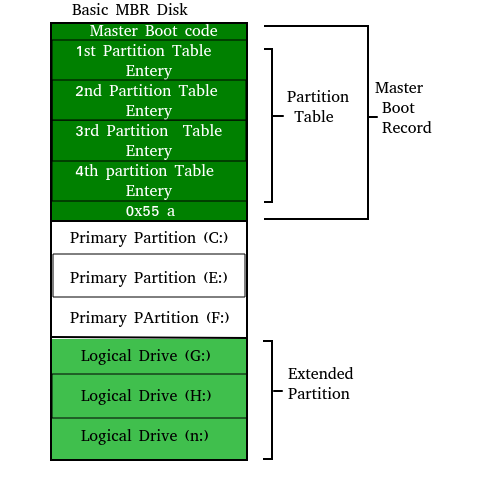 Basic MBR Disk
Master Boot code
1st Partition Table
Entery
2nd Partition Table
Entery
3rd Partition Table
Entery
4th partition Table
Entery
0x55 a
Partition
Table
Master
Boot
Record
Primary Partition (C:)
Primary Partition (E:)
Primary PArtition (F:)
Logical Drive (G:)
Logical Drive (H:)
Logical Drive (n:)
Extended
Partition